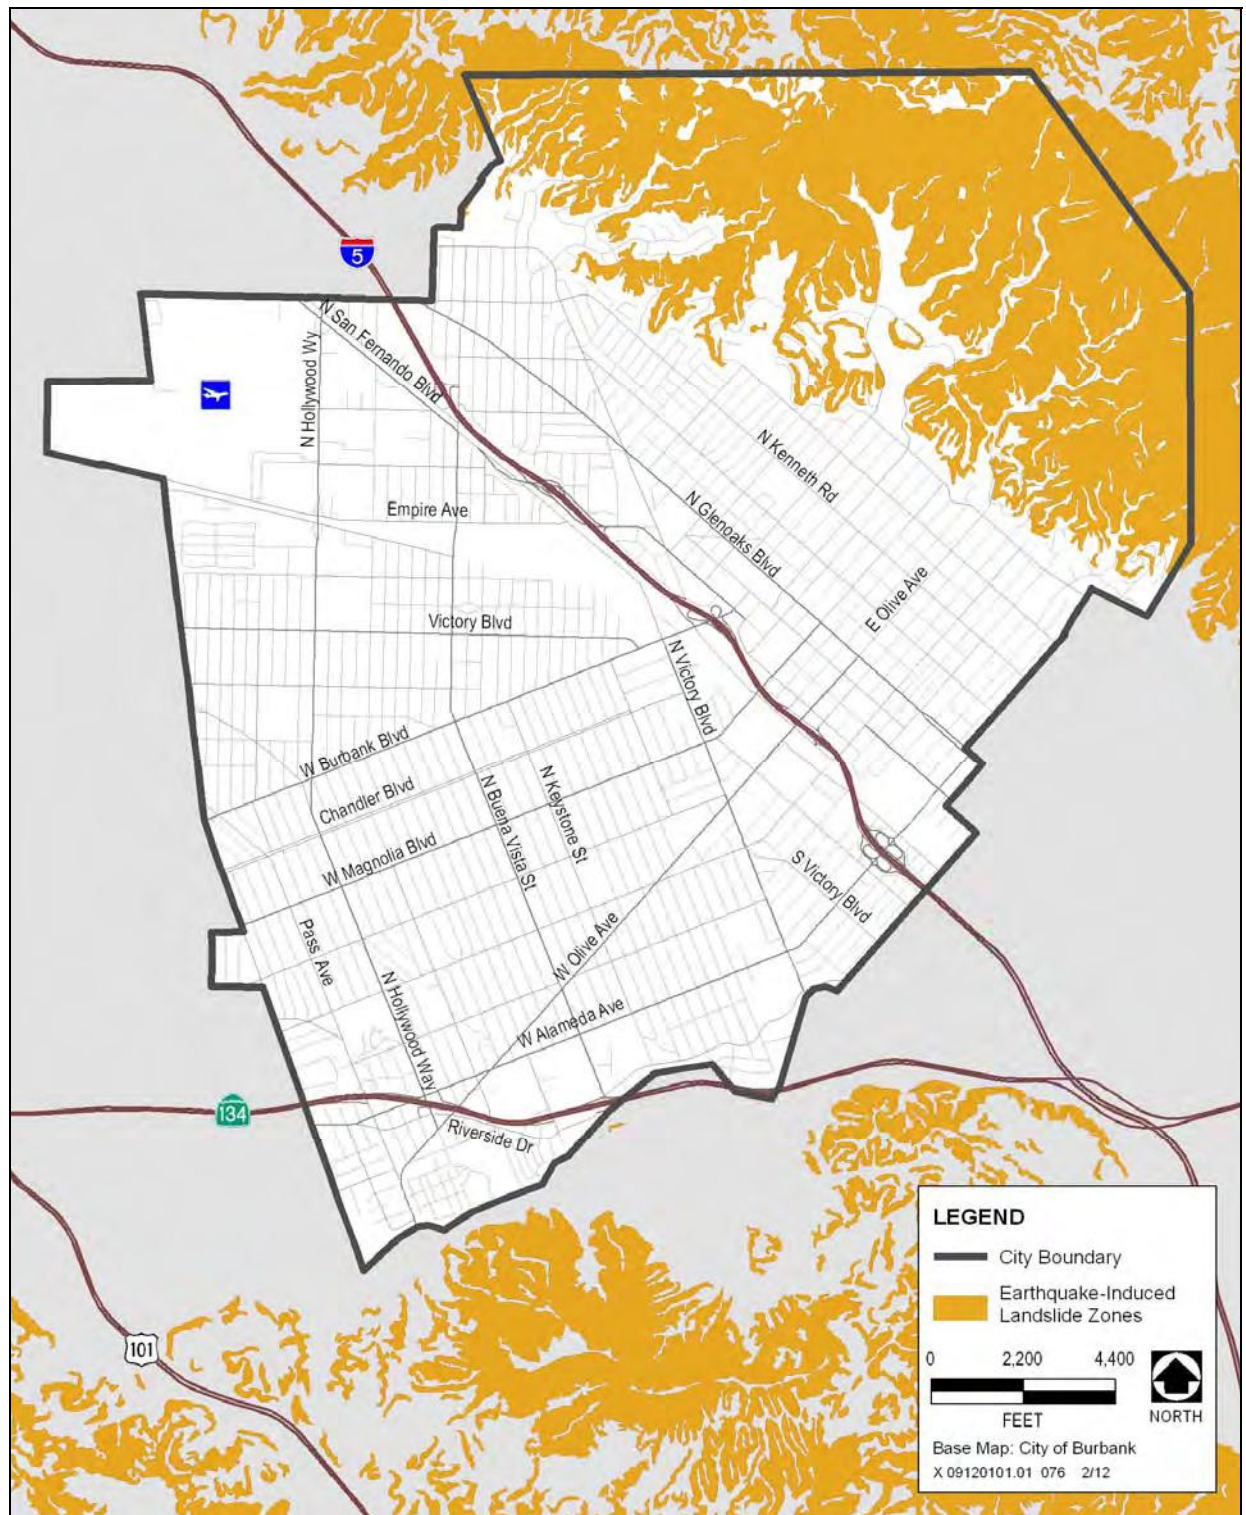 5
N San Fernando Blvd
N Hollywood Wy
N Kenneth Rd
N Glenoaks Blvd
Empire Ave
E Olive Ave
Victory Blvd
N Victory Blvd
W Burbank Blvd
Chandler Blvd
N Keystone St
N Buena Vista St
W Magnolia Blvd
S Victory Blvd
Pass Ave
W Olive Ave
N Hollywood Way
W Alameda Ave
134
Riverside Dr
101
LEGEND
City Boundary
Earthquake-Induced
Landslide Zones
0 2,200 4,400
FEET
NORTH
Base Map: City of Burbank
X 09120101.01 076 2/12